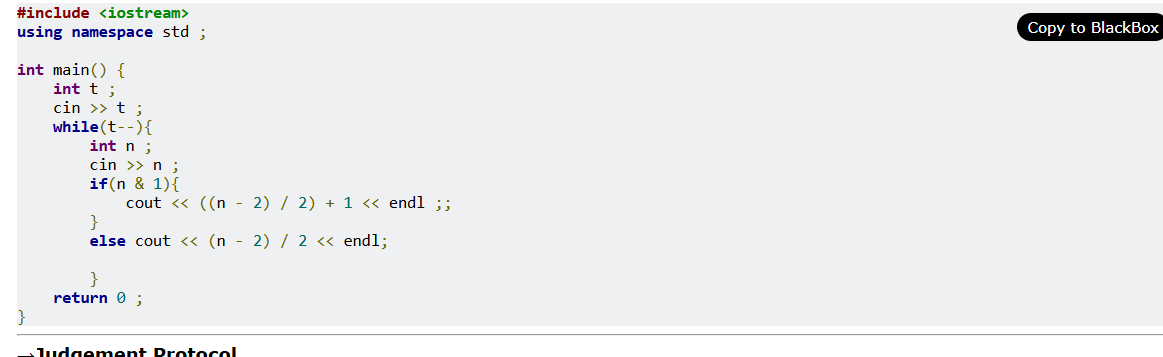 #include <iostream>
using namespace std ;
Copy to BlackBox
int main() {
    int t ;
    cin >> t ;
    while(t--){
        int n ;
        cin >> n ;
        if(n & 1){
            cout << ((n - 2) / 2) + 1 << endl ;;
        }
        else cout << (n - 2) / 2 << endl;
        }
    return 0 ;
}
→Judgement Protocol